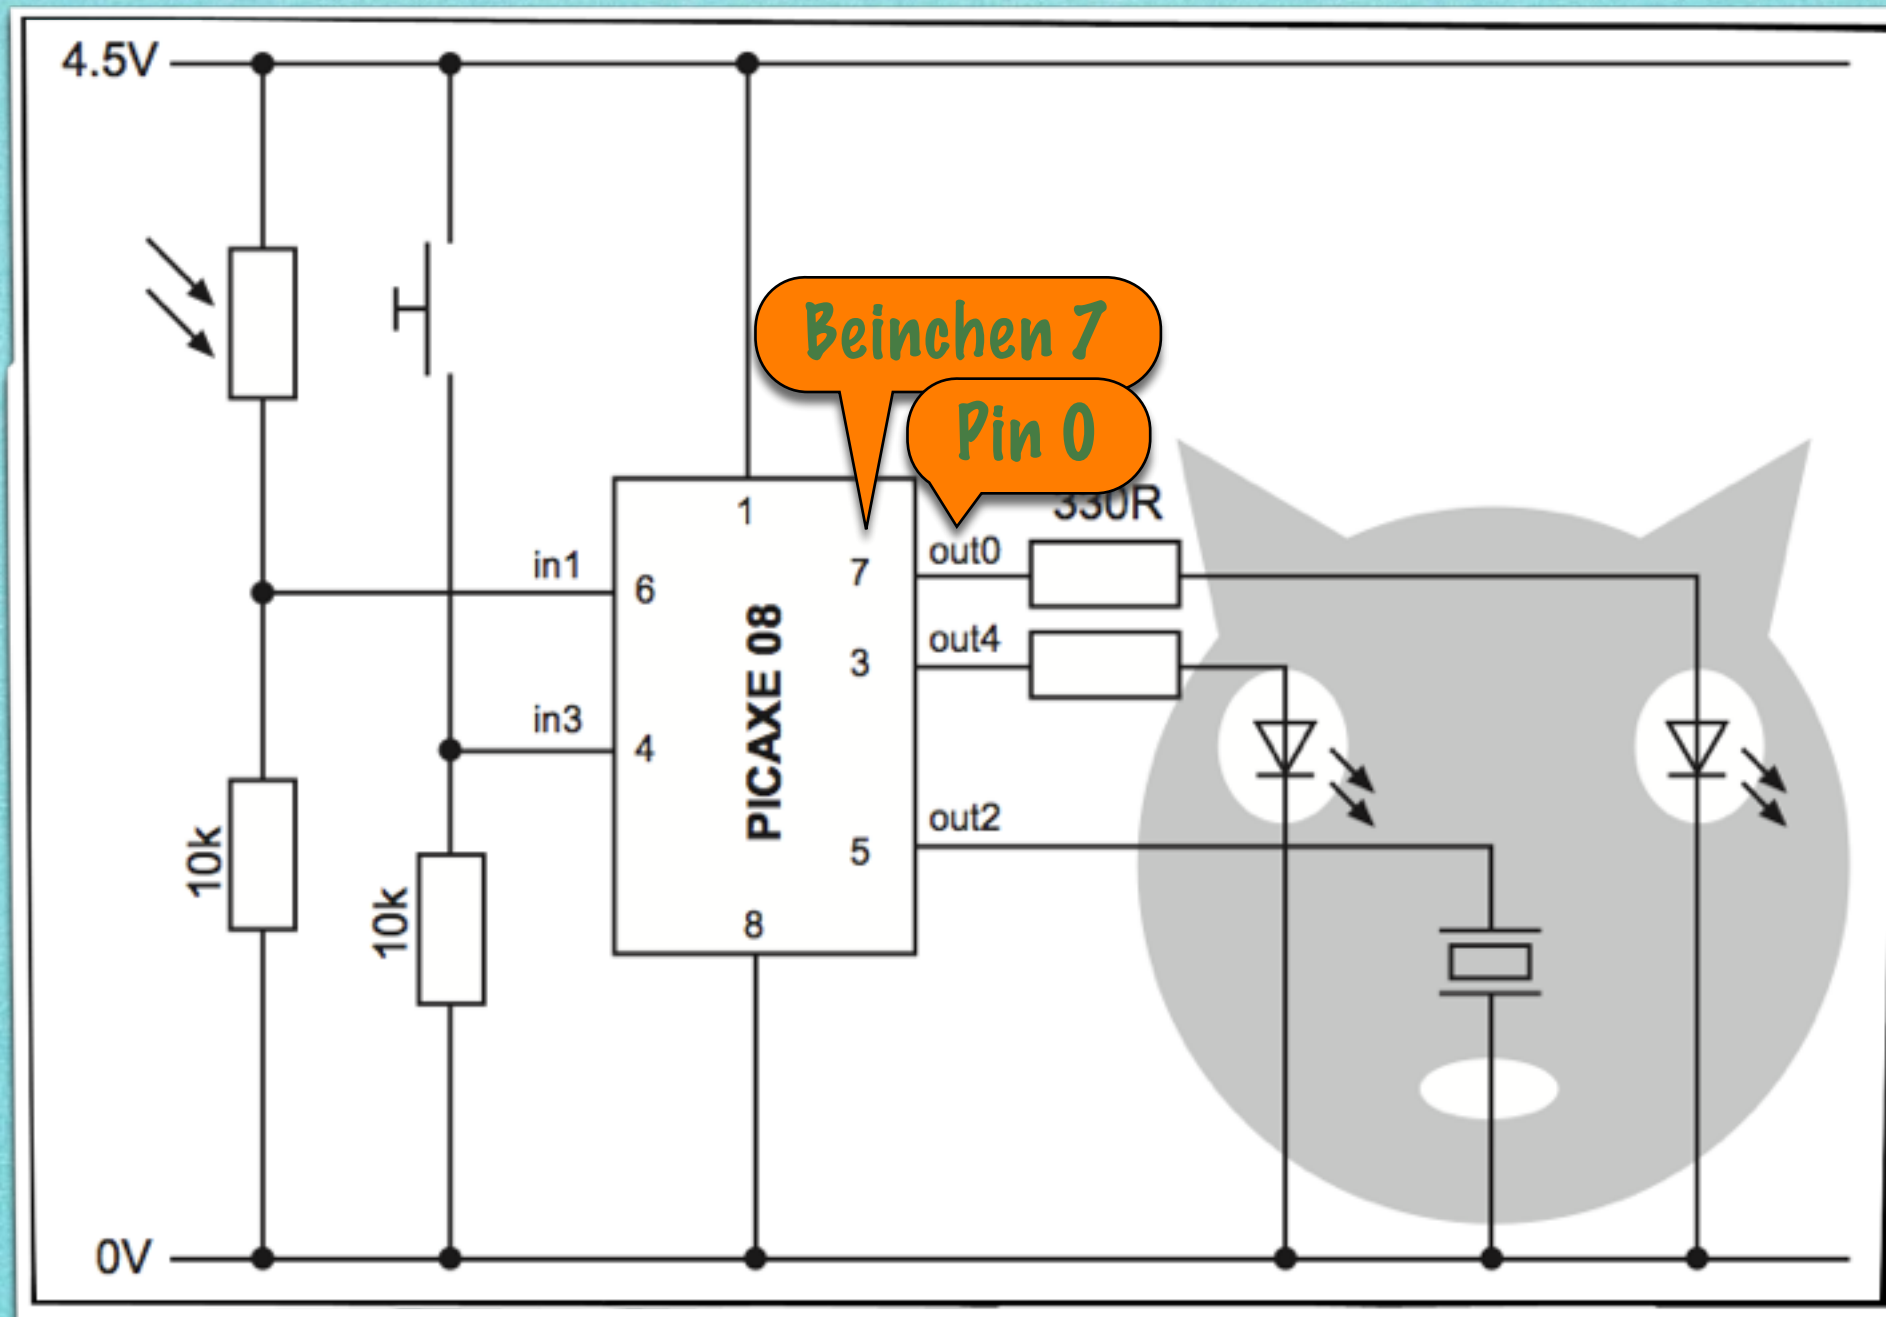 4.5V
Beinchen 7
Pin 0
330R
1
in1
6
7
out0
out4
3
PICAXE 08
in3
4
out2
5
10k
10k
8
0V